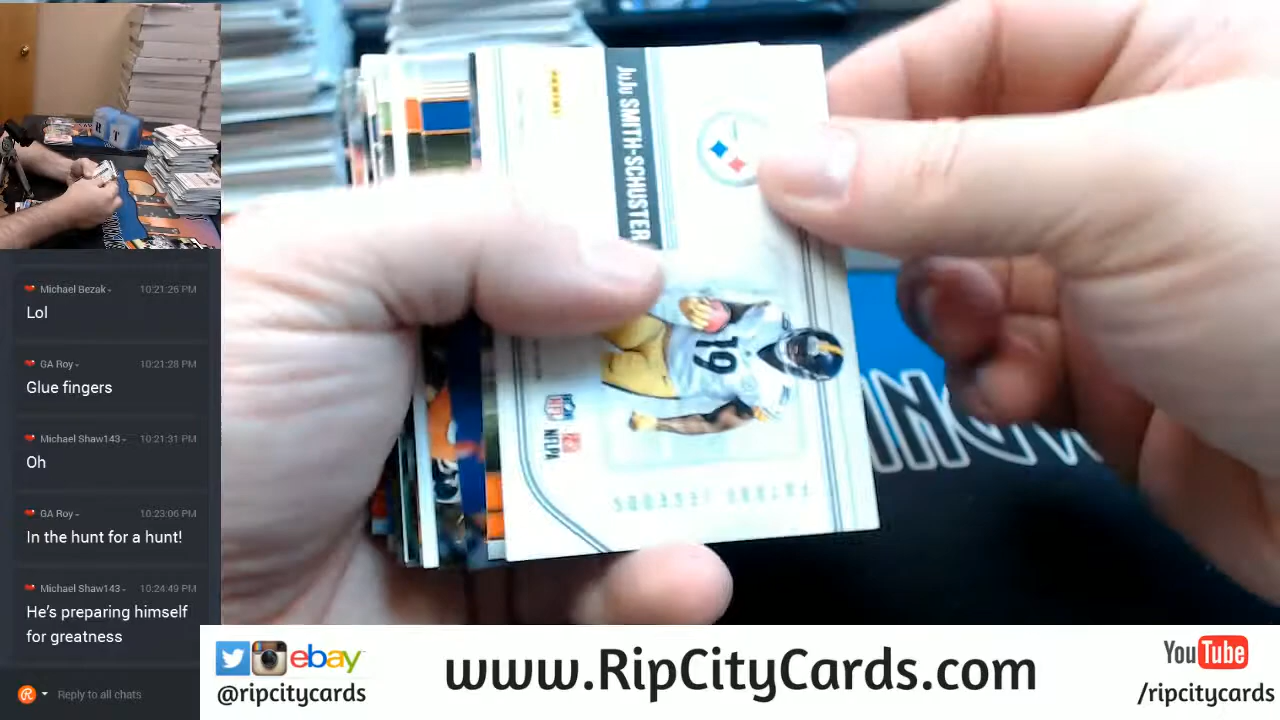 Michael Bezak 10:21:26 PM
Lol
GA Roy 10:21:28 PM
Glue fingers
Michael Shaw143 10:21:31 PM
Oh
GA Roy 10:23:06 PM
In the hunt for a hunt!
Michael Shaw143 10:24:49 PM
He's preparing himself
for greatness
Reply to all chats
PANINI
JuJu SMITH-SCHUSTER
19
NFL
NFLPA
FUTURE LEGENDS
R T
ebay
@ripcitycards
www.RipCityCards.com
YouTube
/ripcitycards